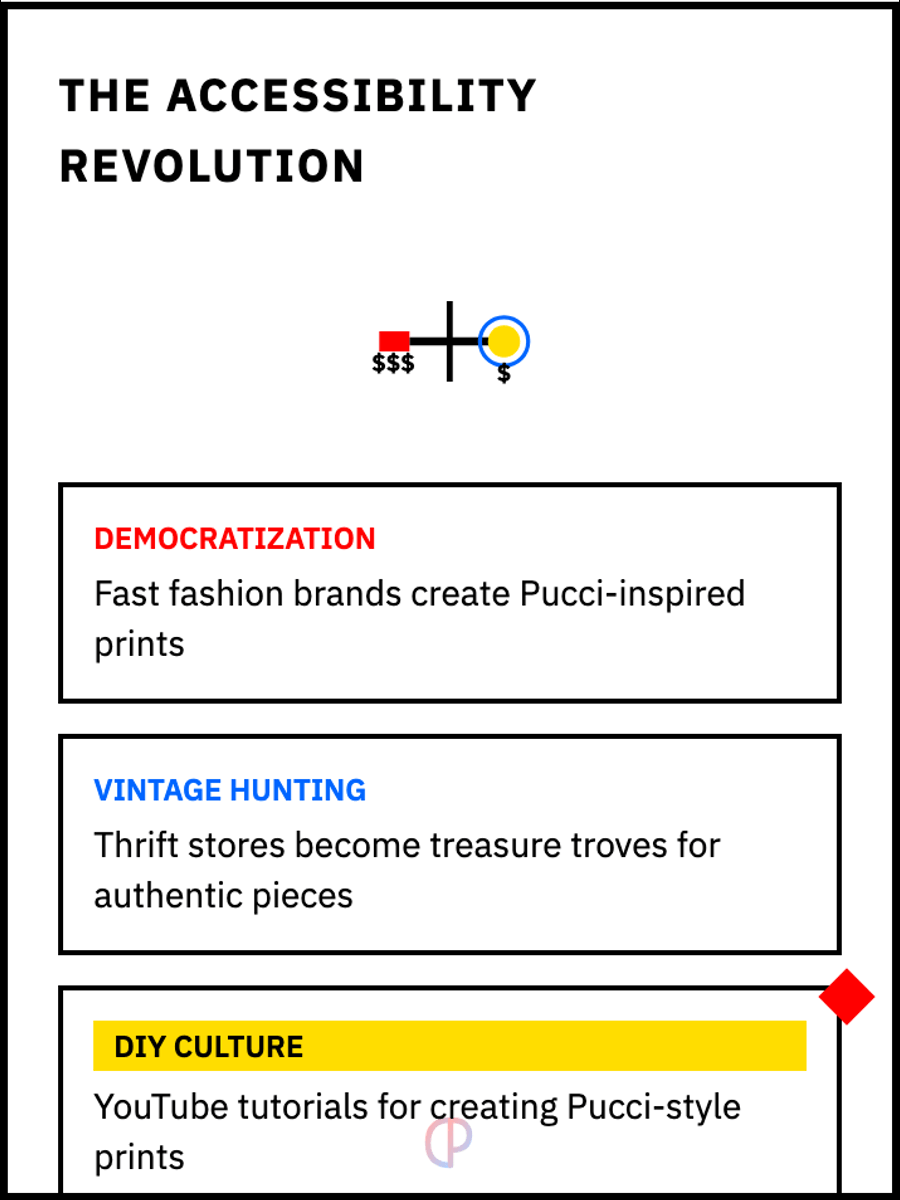 THE ACCESSIBILITY
REVOLUTION
$$$
$
DEMOCRATIZATION
Fast fashion brands create Pucci-inspired
prints
VINTAGE HUNTING
Thrift stores become treasure troves for
authentic pieces
DIY CULTURE
YouTube tutorials for creating Pucci-style
prints